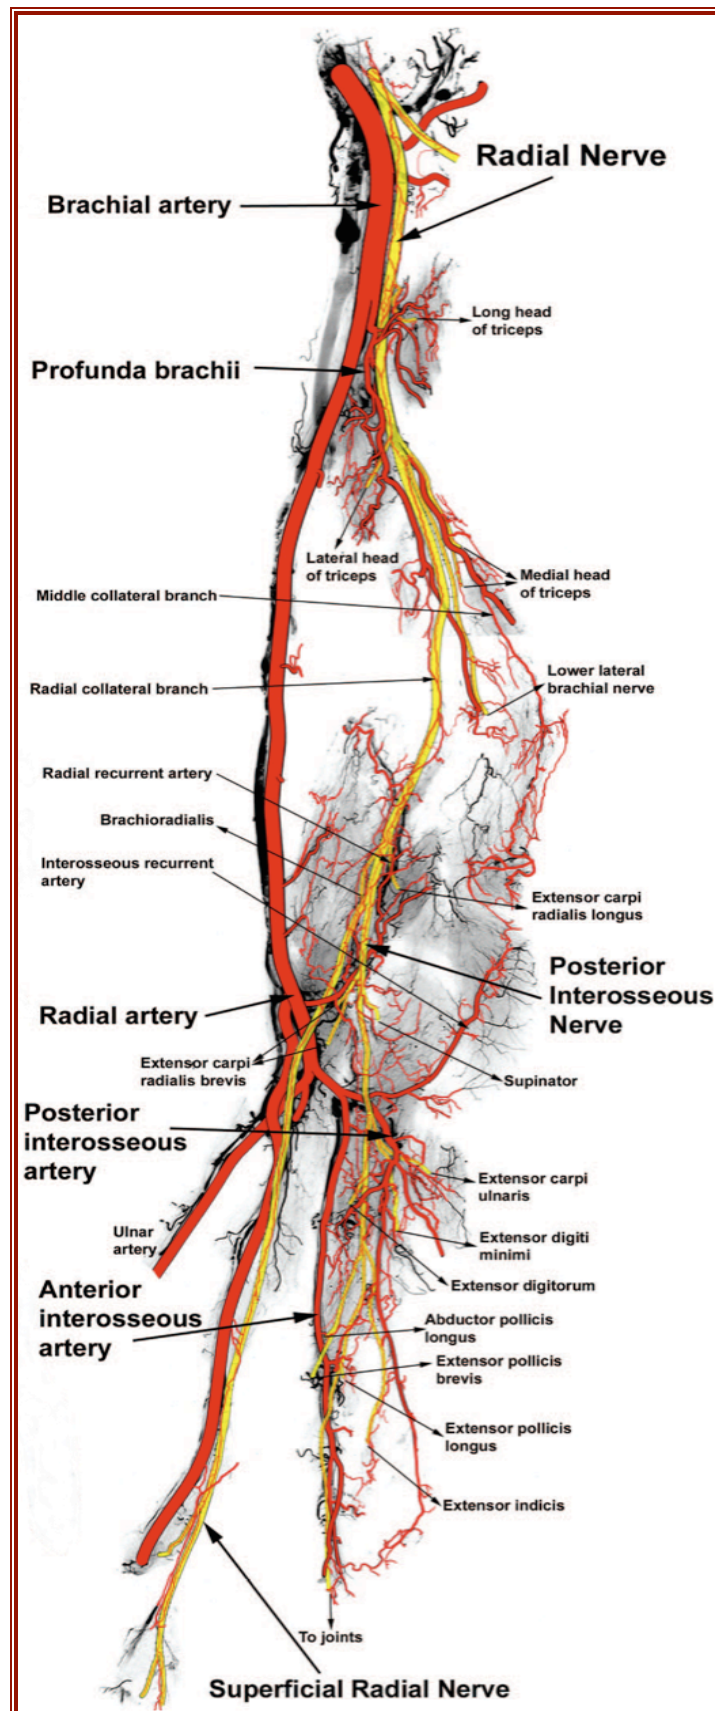 Radial Nerve
Brachial artery
Long head
of triceps
Profunda brachii
Lateral head
of triceps
Medial head
of triceps
Middle collateral branch
Radial collateral branch
Lower lateral
brachial nerve
Radial recurrent artery
Brachioradialis
Interosseous recurrent
artery
Extensor carpi
radialis longus
Posterior
Interosseous
Nerve
Radial artery
Extensor carpi
radialis brevis
Supinator
Posterior
interosseous
artery
Extensor carpi
ulnaris
Ulnar
artery
Extensor digiti
minimi
Extensor digitorum
Anterior
interosseous
artery
Abductor pollicis
longus
Extensor pollicis
brevis
Extensor pollicis
longus
Extensor indicis
To joints
Superficial Radial Nerve